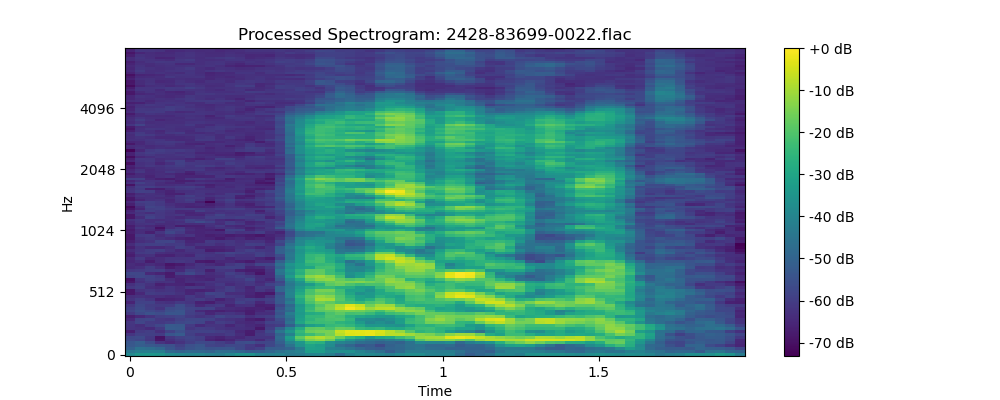 Processed Spectrogram: 2428-83699-0022.flac
Hz
4096
2048
1024
512
0
0
0.5
1
1.5
Time
+0 dB
-10 dB
-20 dB
-30 dB
-40 dB
-50 dB
-60 dB
-70 dB